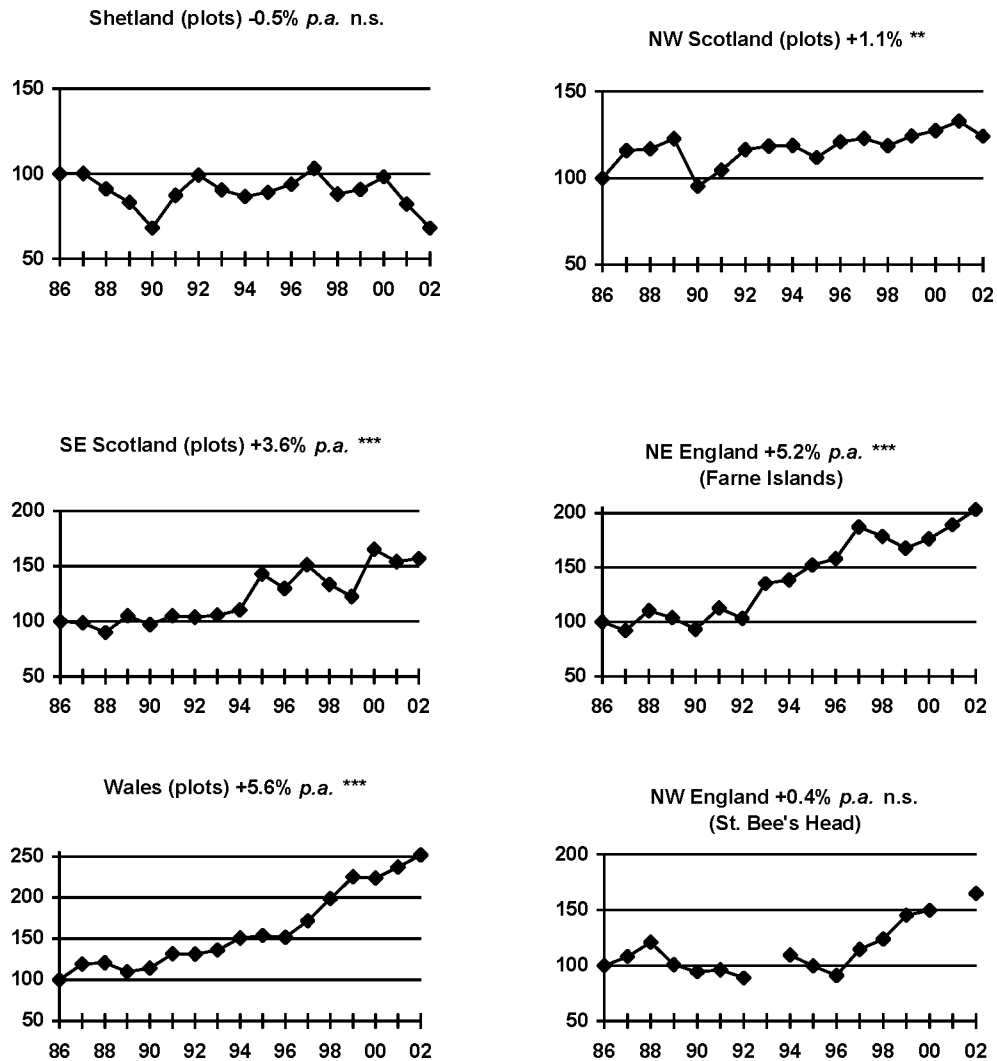 Shetland (plots) -0.5% p.a. n.s.
150
100
50
86 88 90 92 94 96 98 00 02
NW Scotland (plots) +1.1% **
150
100
50
86 88 90 92 94 96 98 00 02
SE Scotland (plots) +3.6% p.a. ***
200
150
100
50
86 88 90 92 94 96 98 00 02
NE England +5.2% p.a. ***
(Farne Islands)
200
150
100
50
86 88 90 92 94 96 98 00 02
Wales (plots) +5.6% p.a. ***
250
200
150
100
50
86 88 90 92 94 96 98 00 02
NW England +0.4% p.a. n.s.
(St. Bee's Head)
200
150
100
50
86 88 90 92 94 96 98 00 02